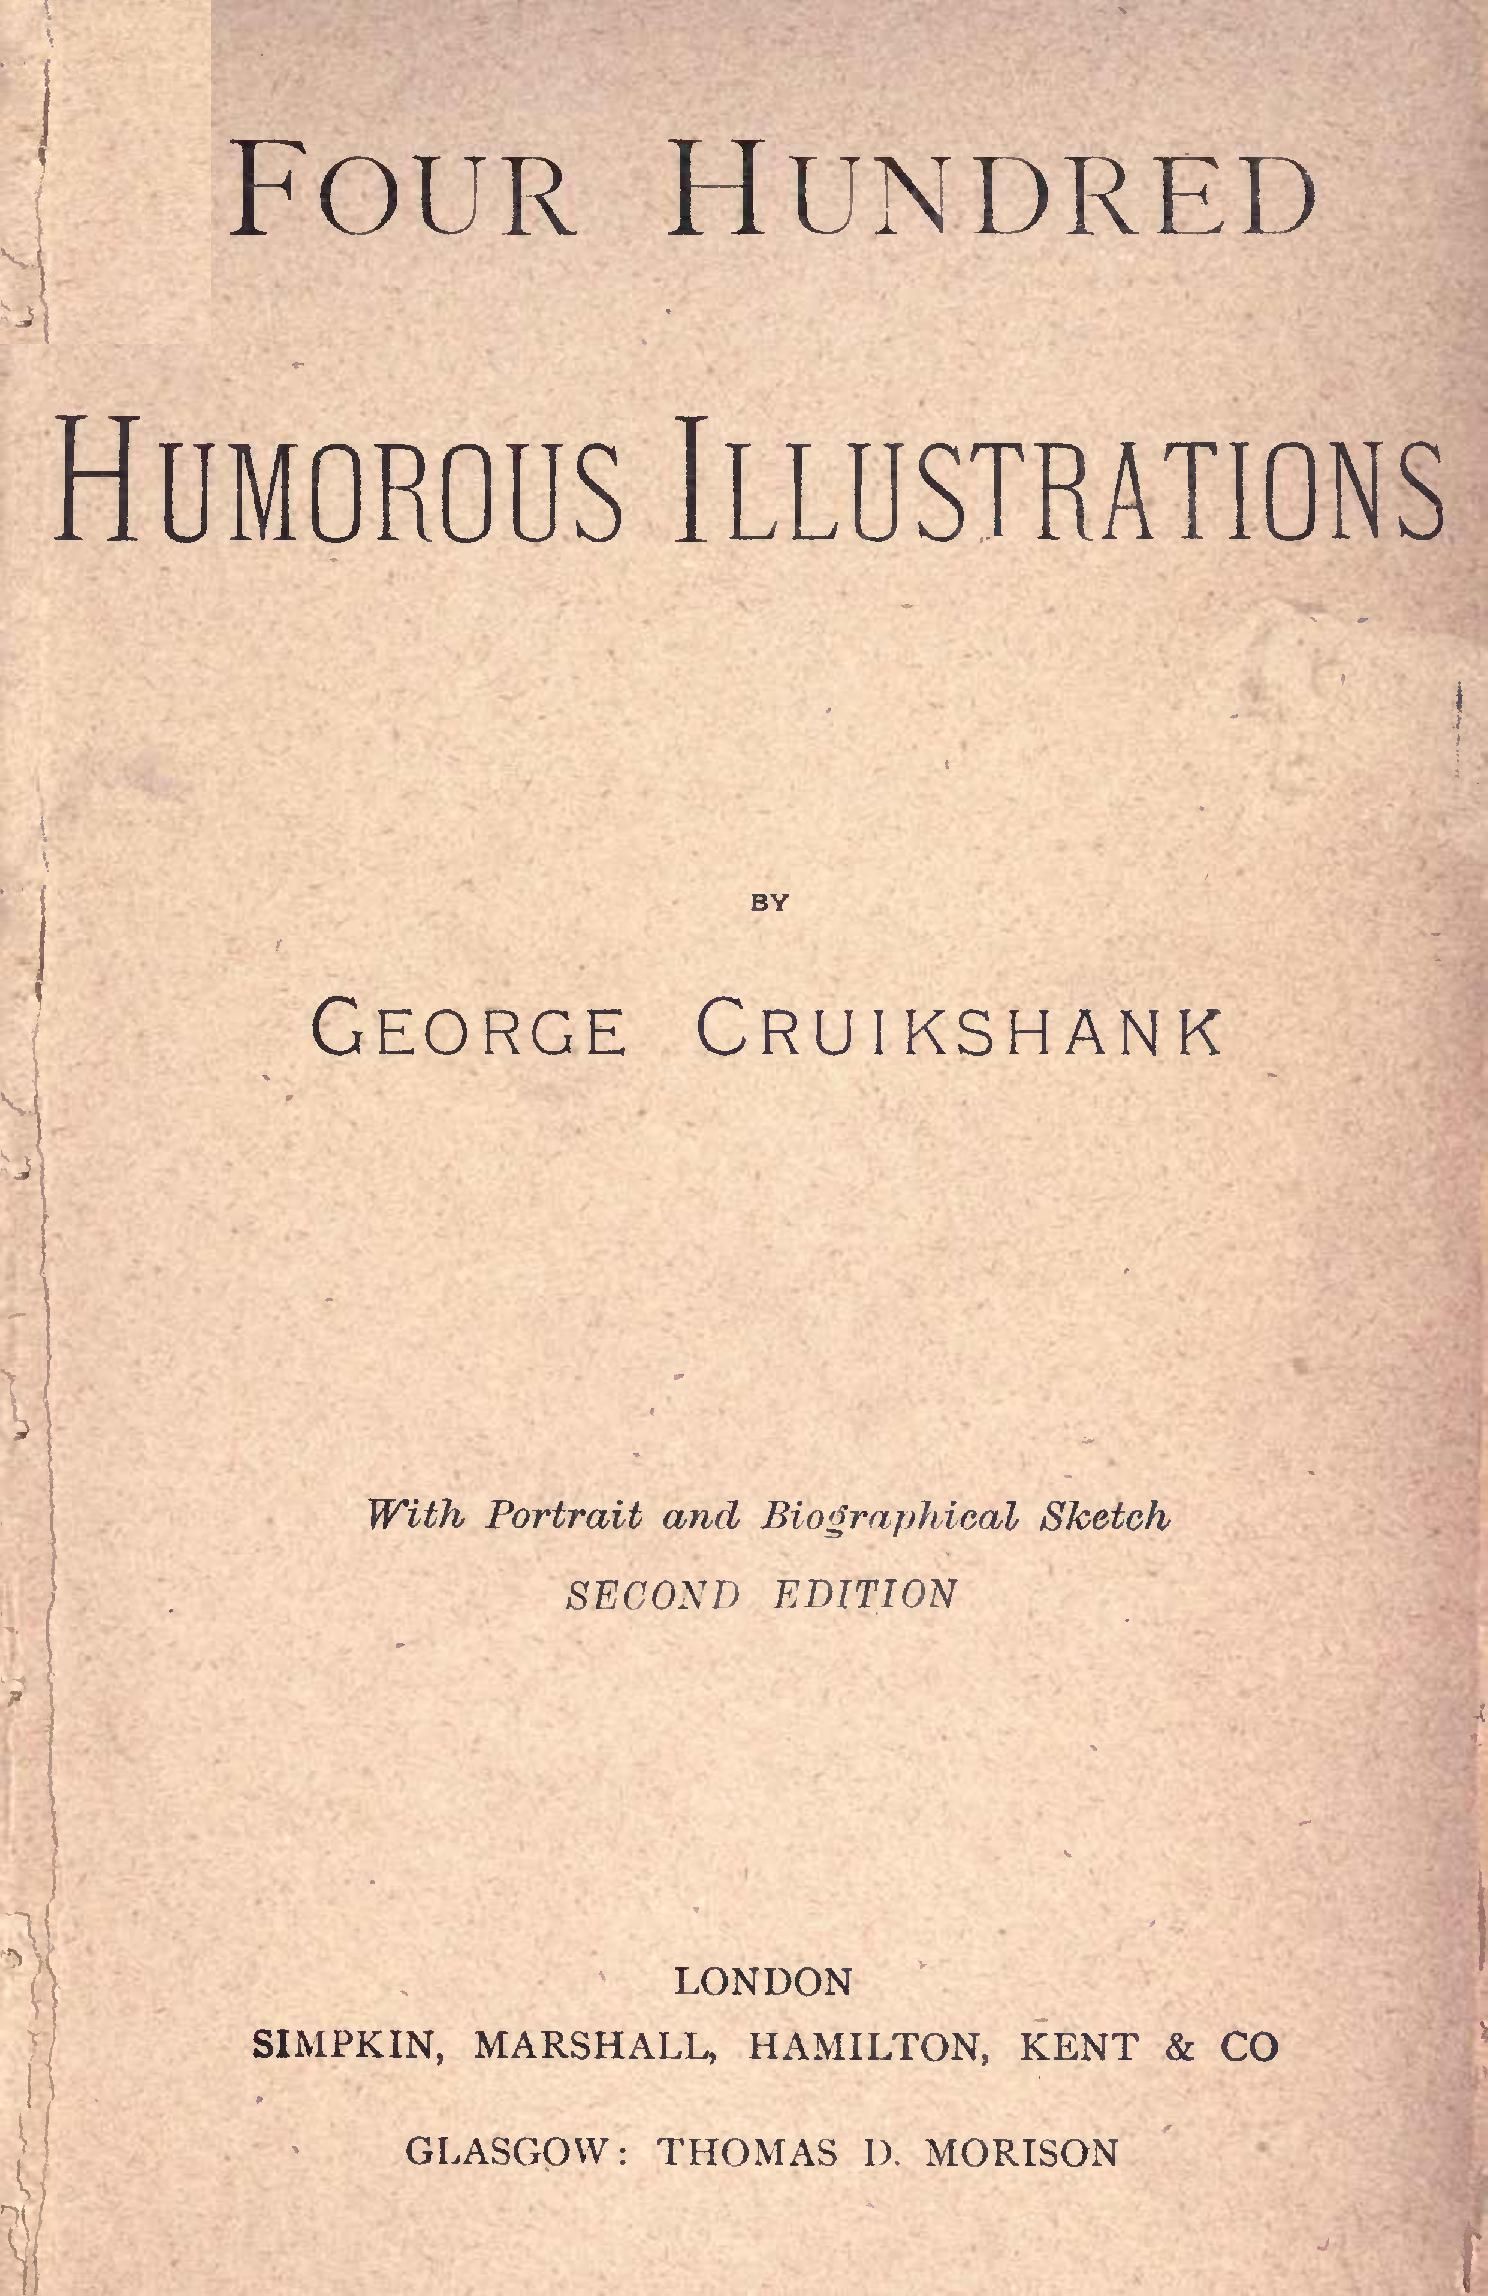 FOUR HUNDRED
HUMOROUS ILLUSTRATIONS
BY
GEORGE CRUIKSHANK
With Portrait and Biographical Sketch
SECOND EDITION
LONDON
SIMPKIN, MARSHALL, HAMILTON, KENT & CO
GLASGOW: THOMAS D. MORISON